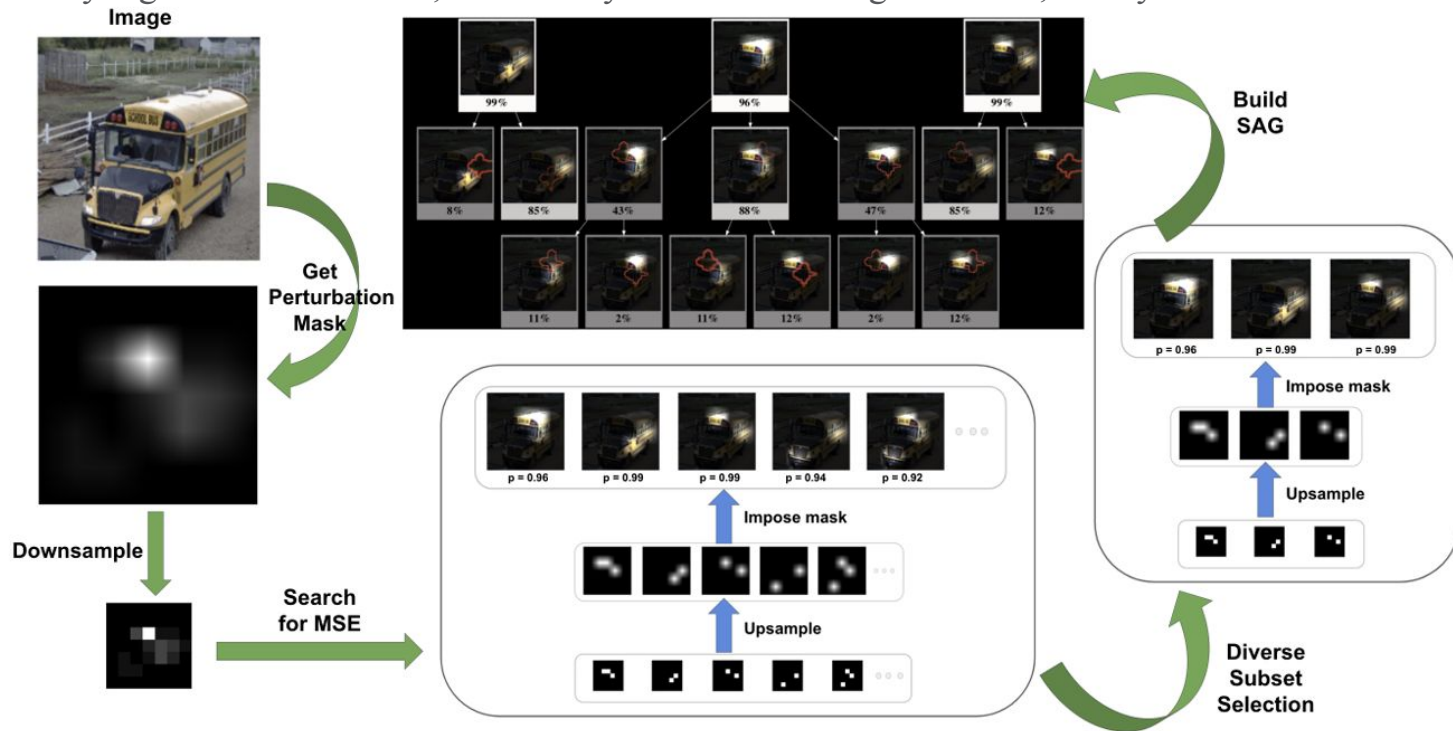 Image
SCHOOL BUS
Get
Perturbation
Mask
Downsample
Search
for MSE
99%
96%
99%
8%
85%
43%
88%
47%
85%
12%
11%
2%
11%
12%
2%
12%
p = 0.96
p = 0.99
p = 0.99
p = 0.94
p = 0.92
Impose mask
Upsample
Diverse
Subset
Selection
p = 0.96
p = 0.99
p = 0.99
Impose mask
Upsample
Build
SAG